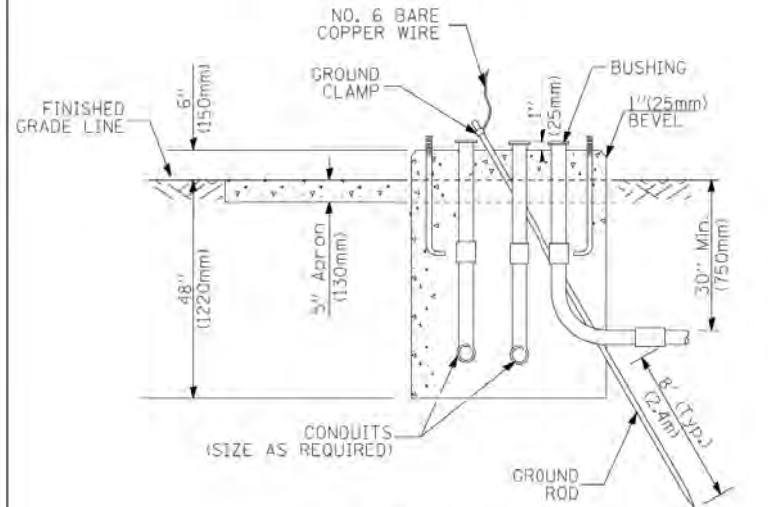 NO. 6 BARE
COPPER WIRE
GROUND
CLAMP
BUSHING
1"(25mm)
BEVEL
1"
(25mm)
FINISHED
GRADE LINE
6"
(150mm)
48"
(1220mm)
5" Apron
(130mm)
30" Min.
(750mm)
8' (Typ.)
(2.4m)
CONDUITS
(SIZE AS REQUIRED)
GROUND
ROD